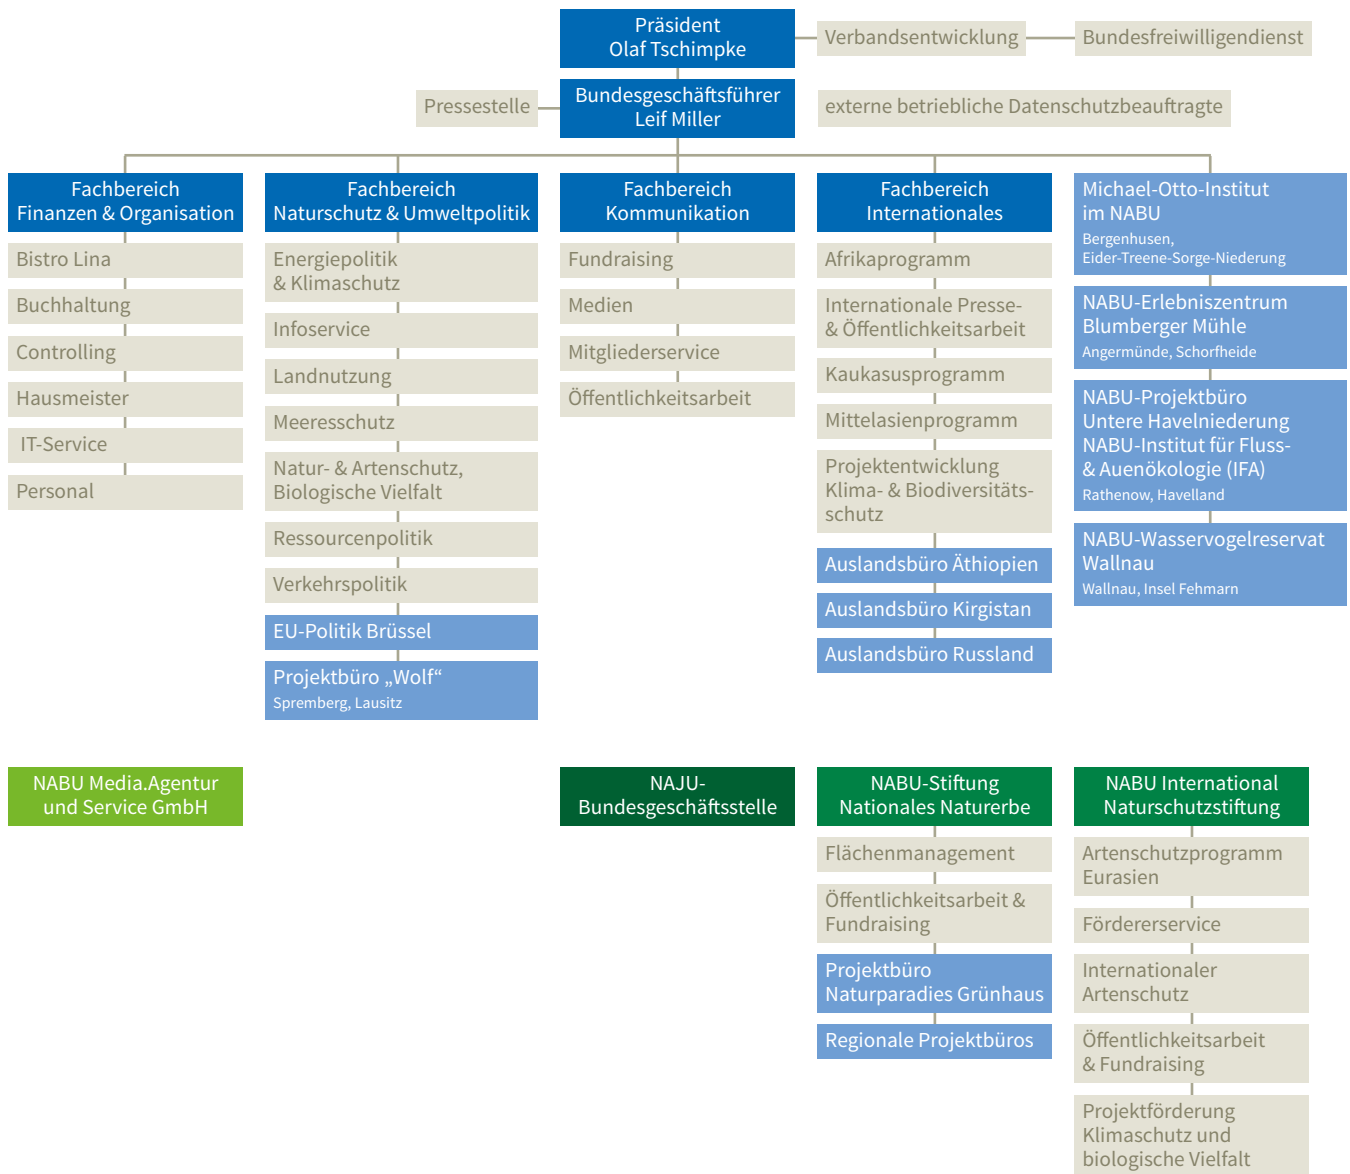 Präsident
Olaf Tschimpke
Verbandsentwicklung
Bundesfreiwilligendienst
Pressestelle
Bundesgeschäftsführer
Leif Miller
externe betriebliche Datenschutzbeauftragte
Fachbereich
Finanzen & Organisation
Bistro Lina
Buchhaltung
Controlling
Hausmeister
IT-Service
Personal
Fachbereich
Naturschutz & Umweltpolitik
Energiepolitik
& Klimaschutz
Infoservice
Landnutzung
Meeresschutz
Natur- & Artenschutz,
Biologische Vielfalt
Ressourcenpolitik
Verkehrspolitik
EU-Politik Brüssel
Projektbüro „Wolf“
Spremberg, Lausitz
Fachbereich
Kommunikation
Fundraising
Medien
Mitgliederservice
Öffentlichkeitsarbeit
Fachbereich
Internationales
Afrikaprogramm
Internationale Presse-
& Öffentlichkeitsarbeit
Kaukasusprogramm
Mittelasienprogramm
Projektentwicklung
Klima- & Biodiversitäts-
schutz
Auslandsbüro Äthiopien
Auslandsbüro Kirgistan
Auslandsbüro Russland
Michael-Otto-Institut
im NABU
Bergenhusen,
Eider-Treene-Sorge-Niederung
NABU-Erlebniszentrum
Blumberger Mühle
Angermünde, Schorfheide
NABU-Projektbüro
Untere Havelniederung
NABU-Institut für Fluss-
& Auenökologie (IFA)
Rathenow, Havelland
NABU-Wasservogelreservat
Wallnau
Wallnau, Insel Fehmarn
NABU Media.Agentur
und Service GmbH
NAJU-
Bundesgeschäftsstelle
NABU-Stiftung
Nationales Naturerbe
Flächenmanagement
Öffentlichkeitsarbeit &
Fundraising
Projektbüro
Naturparadies Grünhaus
Regionale Projektbüros
NABU International
Naturschutzstiftung
Artenschutzprogramm
Eurasien
Fördererservice
Internationaler
Artenschutz
Öffentlichkeitsarbeit
& Fundraising
Projektförderung
Klimaschutz und
biologische Vielfalt